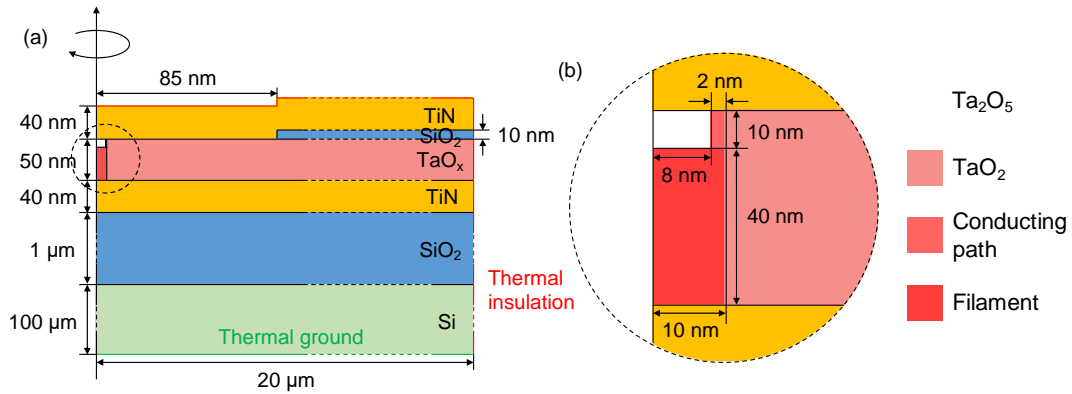 (a)
85 nm
40 nm
TiN
SiO₂
10 nm
50 nm
TaOₓ
40 nm
TiN
1 µm
SiO₂
Thermal
insulation
100 µm
Si
Thermal ground
20 µm
(b)
2 nm
10 nm
8 nm
40 nm
10 nm
Ta₂O₅
TaO₂
Conducting
path
Filament